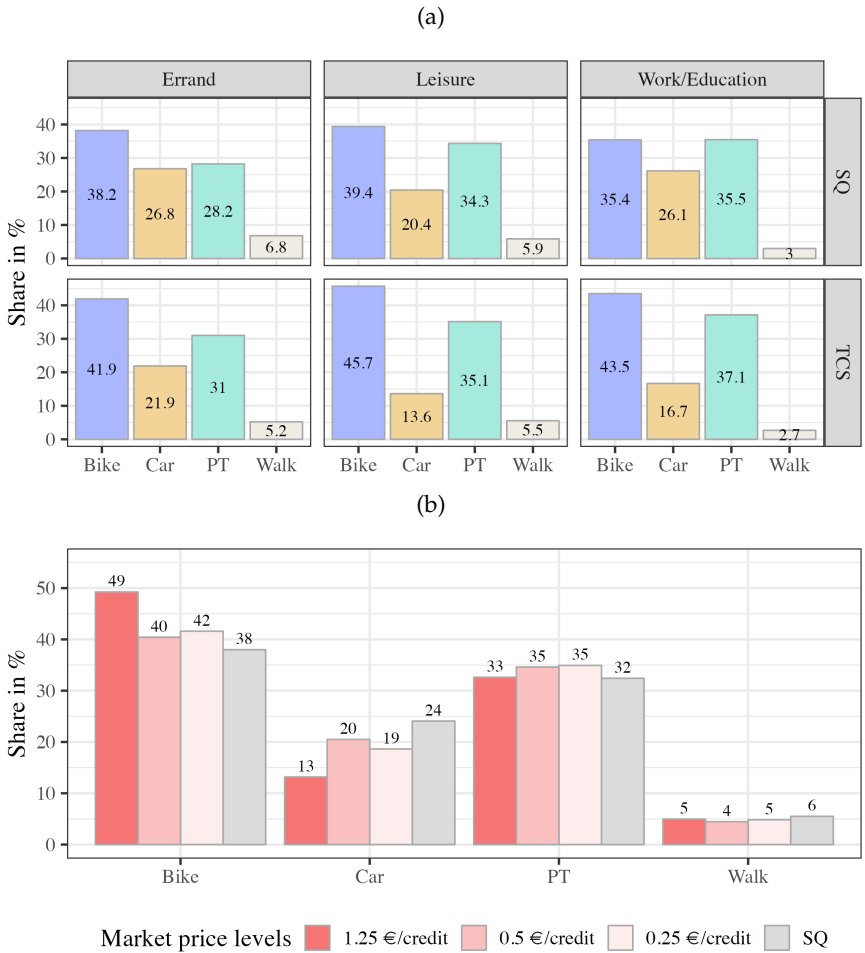 (a)
Errand Leisure Work/Education
Share in %
40 30 20 10 0
38.2 26.8 28.2 6.8
39.4 20.4 34.3 5.9
35.4 26.1 35.5 3
SQ
40 30 20 10 0
41.9 21.9 31 5.2
45.7 13.6 35.1 5.5
43.5 16.7 37.1 2.7
TCS
Bike Car PT Walk Bike Car PT Walk Bike Car PT Walk
(b)
Share in %
50 40 30 20 10 0
49 40 42 38
13 20 19 24
33 35 35 32
5 4 5 6
Bike Car PT Walk
Market price levels 1.25 €/credit 0.5 €/credit 0.25 €/credit SQ